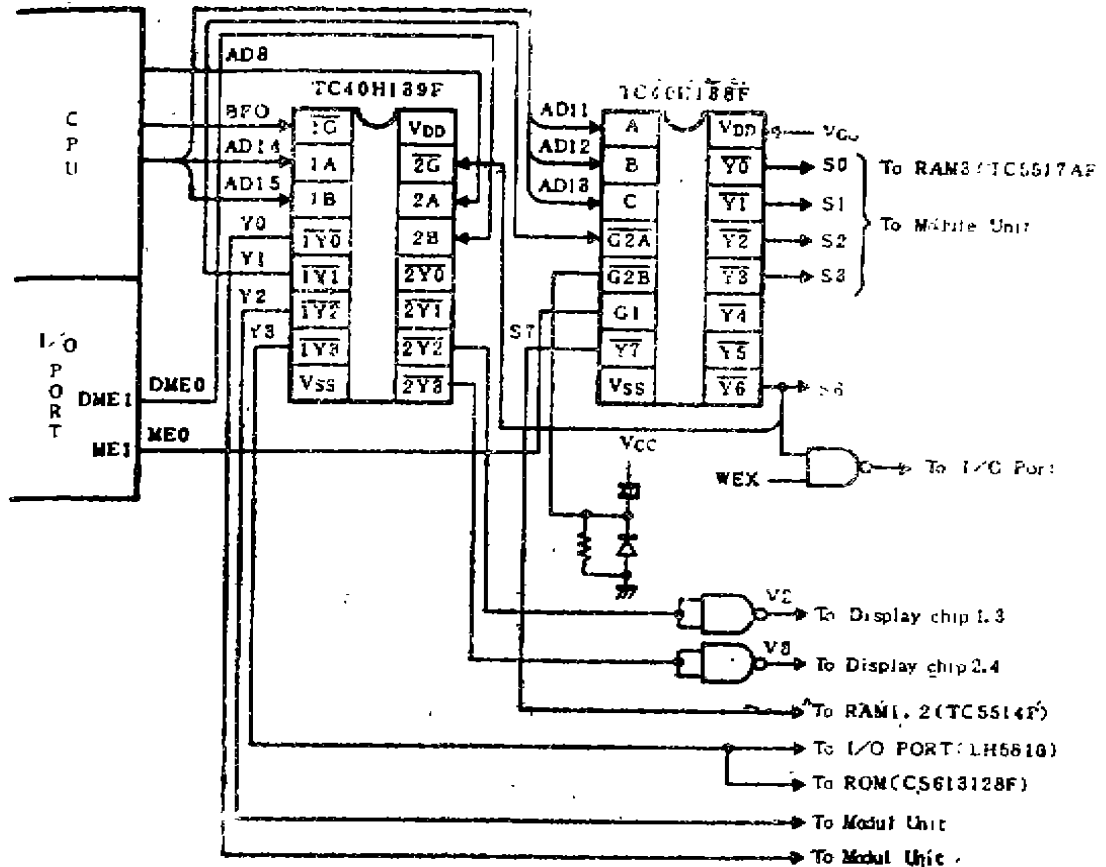 CPU
I/O PORT
AD8
BFO
AD14
AD15
Y0
Y1
Y2
Y3
DME0
DME1
ME0
ME1
TC40H139F
1G
1A
1B
1Y0
1Y1
1Y2
1Y3
VSS
VDD
2G
2A
2B
2Y0
2Y1
2Y2
2Y3
AD11
AD12
AD13
S7
TC40H138F
A
B
C
G2A
G2B
G1
Y7
VSS
VDD
Y0
Y1
Y2
Y3
Y4
Y5
Y6
S0
S1
S2
S3
S6
To RAM3(TC5517AF
Unit
VCC
WEX
To I/O Port
V2
To Display chip 1.3
V3
To Display chip 2.4
To RAM1.2(TC5514F)
To I/O PORT(LH5810)
To ROM(CS613128F)
To Modul Unit
To Modul Unit